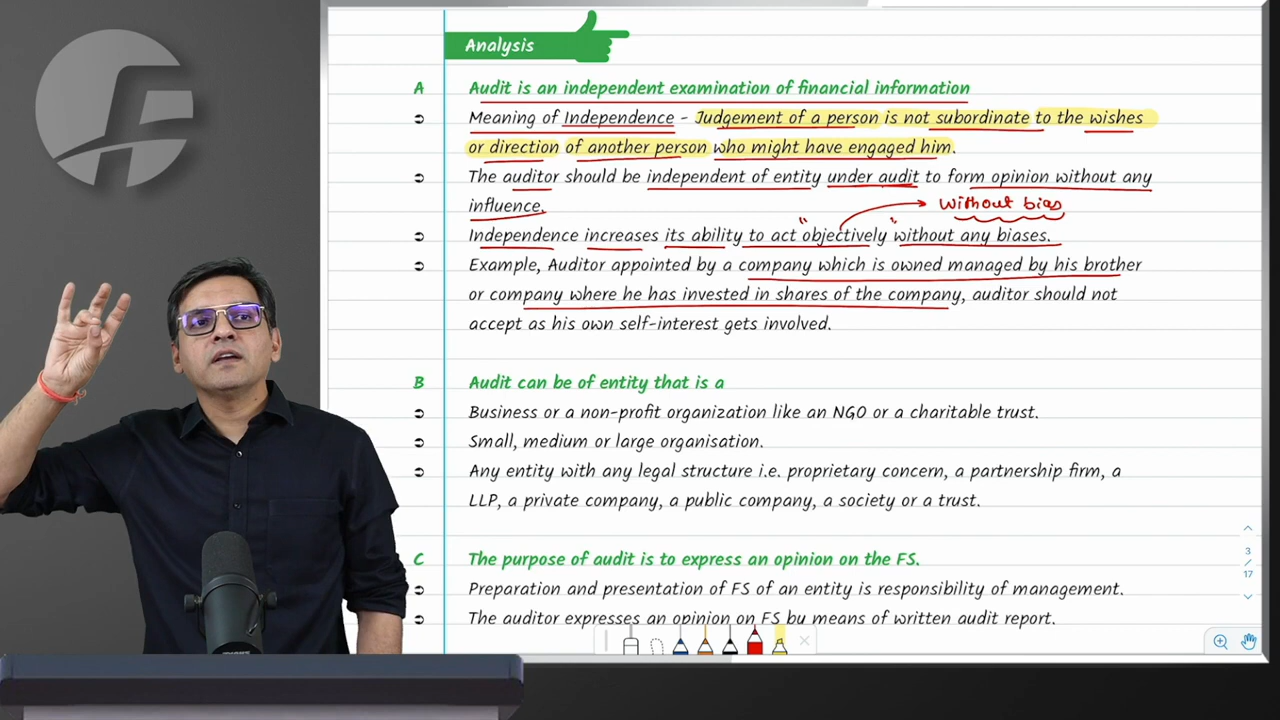 Analysis
A Audit is an independent examination of financial information
➲ Meaning of Independence - Judgement of a person is not subordinate to the wishes
or direction of another person who might have engaged him.
➲ The auditor should be independent of entity under audit to form opinion without any
influence.
without bias
➲ Independence increases its ability to act "objectively" without any biases.
➲ Example, Auditor appointed by a company which is owned managed by his brother
or company where he has invested in shares of the company, auditor should not
accept as his own self-interest gets involved.
B Audit can be of entity that is a
➲ Business or a non-profit organization like an NGO or a charitable trust.
➲ Small, medium or large organisation.
➲ Any entity with any legal structure i.e. proprietary concern, a partnership firm, a
LLP, a private company, a public company, a society or a trust.
C The purpose of audit is to express an opinion on the FS.
➲ Preparation and presentation of FS of an entity is responsibility of management.
➲ The auditor expresses an opinion on FS by means of written audit report.
3
/
17